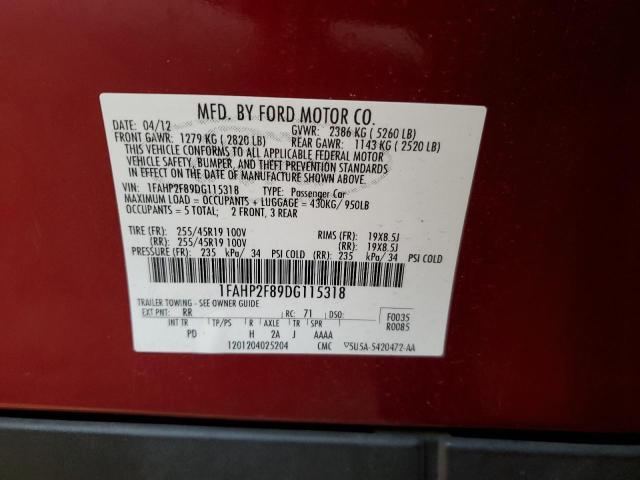 MFD. BY FORD MOTOR CO.
DATE: 04/12 GVWR: 2386 KG ( 5260 LB)
FRONT GAWR: 1279 KG ( 2820 LB) REAR GAWR: 1143 KG ( 2520 LB)
THIS VEHICLE CONFORMS TO ALL APPLICABLE FEDERAL MOTOR
VEHICLE SAFETY, BUMPER, AND THEFT PREVENTION STANDARDS
IN EFFECT ON THE DATE OF MANUFACTURE SHOWN ABOVE.
VIN: 1FAHP2F89DG115318 TYPE: Passenger Car
MAXIMUM LOAD = OCCUPANTS + LUGGAGE = 430KG/ 950LB
OCCUPANTS = 5 TOTAL; 2 FRONT, 3 REAR
TIRE (FR): 255/45R19 100V RIMS (FR): 19X8.5J
(RR): 255/45R19 100V (RR): 19X8.5J
PRESSURE (FR): 235 kPa/ 34 PSI COLD (RR): 235 kPa/ 34 PSI COLD
1FAHP2F89DG115318
TRAILER TOWING - SEE OWNER GUIDE
EXT PNT: RR RC: 71 DSO: F0035
INT TR TP/PS R AXLE TR SPR R0085
PD H 2A J AAAA
1201204025204 CMC ▽5U5A-5420472-AA